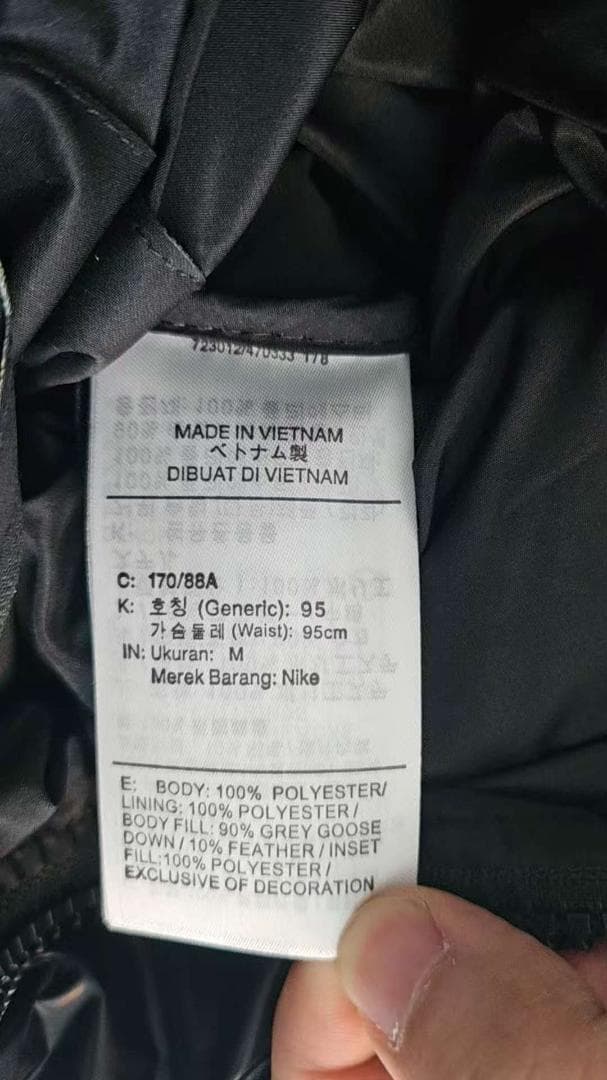 MADE IN VIETNAM
ベトナム製
DIBUAT DI VIETNAM
C: 170/88A
K: 호칭 (Generic): 95
가슴둘레 (Waist): 95cm
IN: Ukuran: M
Merek Barang: Nike
E: BODY: 100% POLYESTER/
LINING: 100% POLYESTER/
BODY FILL: 90% GREY GOOSE
DOWN/10% FEATHER/INSET
FILL:100% POLYESTER/
EXCLUSIVE OF DECORATION